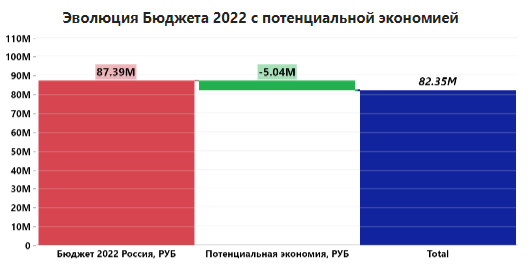 Эволюция Бюджета 2022 с потенциальной экономией
110M
100M
90M
80M
70M
60M
50M
40M
30M
20M
10M
0
87.39M
-5.04M
82.35M
Бюджет 2022 Россия, РУБ
Потенциальная экономия, РУБ
Total